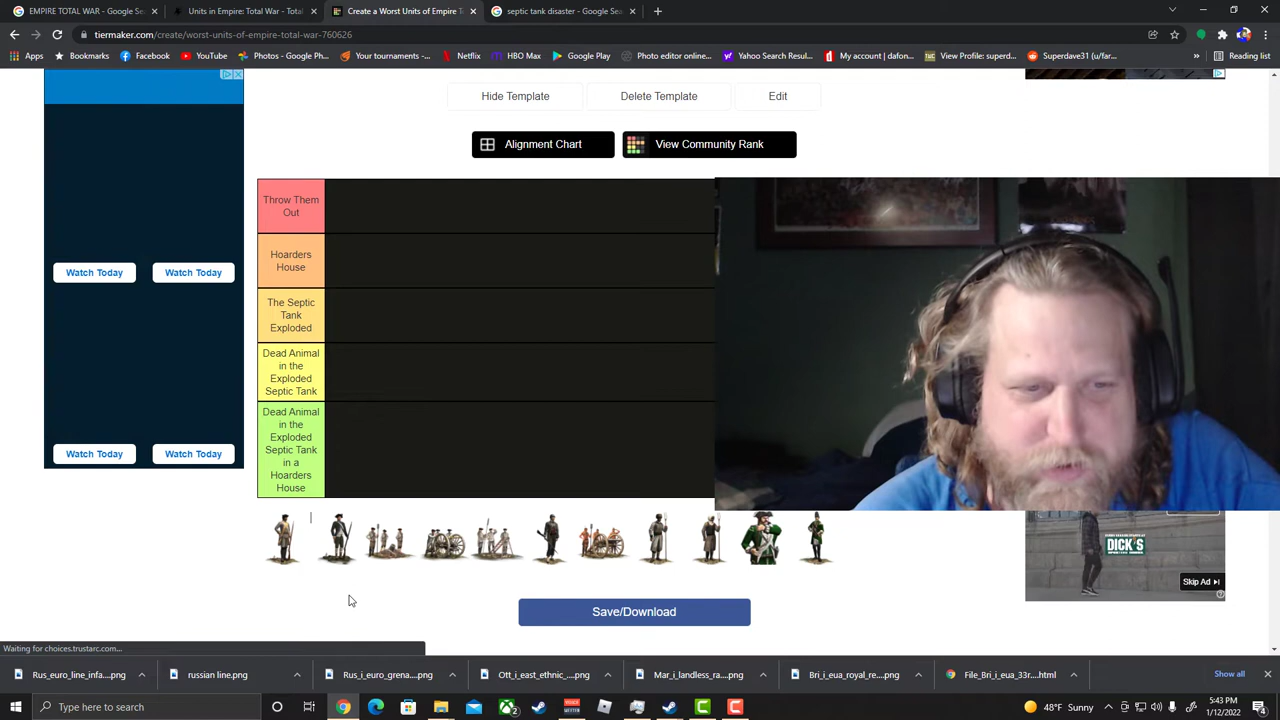 EMPIRE TOTAL WAR - Google Se
Units in Empire Total War - Total
Create a Worst Units of Empire T
septic tank disaster - Google Sea
tiermaker.com/create/worst-units-of-empire-total-war-760626
Apps
Bookmarks
Facebook
YouTube
Photos - Google Ph...
Your tournaments -...
Netflix
HBO Max
Google Play
Photo editor online...
Yahoo Search Resul...
My account | dafon...
View Profile: superd...
Superdave31 (u/far...
Reading list
Hide Template
Delete Template
Edit
Alignment Chart
View Community Rank
Throw Them
Out
Hoarders
House
The Septic
Tank
Exploded
Dead Animal
in the
Exploded
Septic Tank
Dead Animal
in the
Exploded
Septic Tank
in a
Hoarders
House
Watch Today
Watch Today
Watch Today
Watch Today
DICK'S
Skip Ad
Save/Download
Waiting for choices.trustarc.com...
Rus_euro_line_infa....png
russian line.png
Rus_i_euro_grena....png
Ott_i_east_ethnic_....png
Mar_i_landless_ra....png
Bri_i_eua_royal_re....png
File_Bri_i_eua_33r....html
Show all
Type here to search
48°F Sunny
5:43 PM
1/12/2022